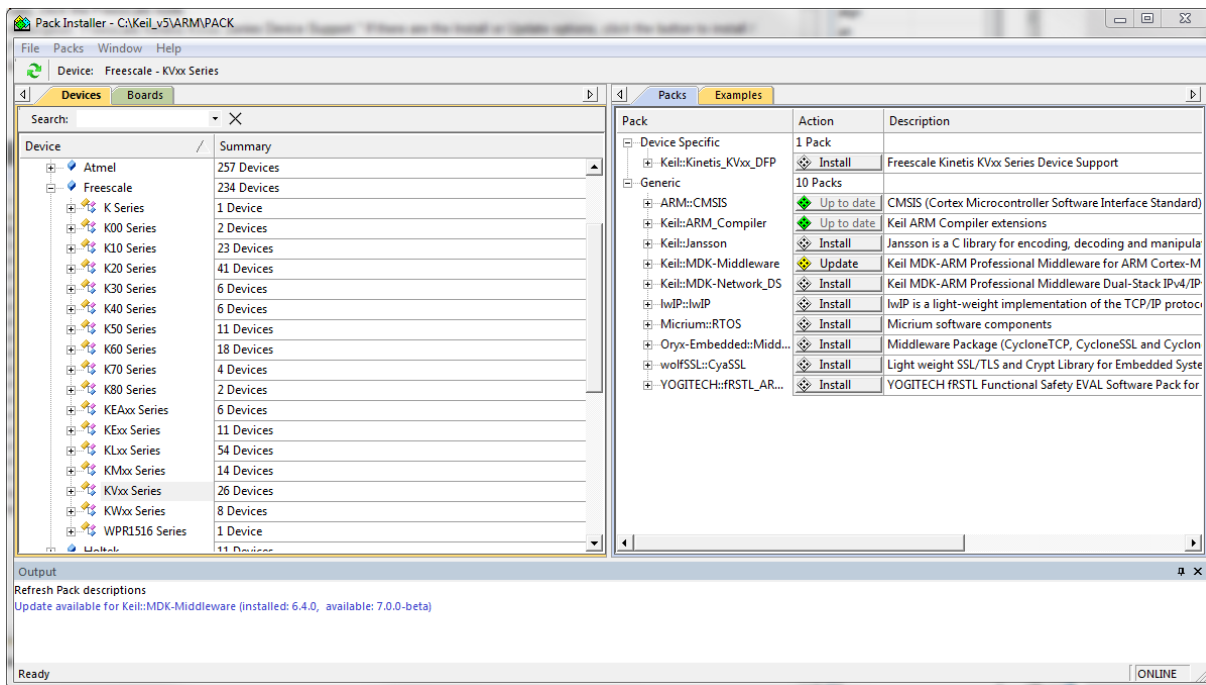 Pack Installer - C:\Keil_v5\ARM\PACK
File Packs Window Help
Device: Freescale - KVxx Series
Devices Boards
Search:
Device / Summary
Atmel 257 Devices
Freescale 234 Devices
K Series 1 Device
K00 Series 2 Devices
K10 Series 23 Devices
K20 Series 41 Devices
K30 Series 6 Devices
K40 Series 6 Devices
K50 Series 11 Devices
K60 Series 18 Devices
K70 Series 4 Devices
K80 Series 2 Devices
KEAxx Series 6 Devices
KExx Series 11 Devices
KLxx Series 54 Devices
KMxx Series 14 Devices
KVxx Series 26 Devices
KWxx Series 8 Devices
WPR1516 Series 1 Device
Holtek 11 Devices
Packs Examples
Pack Action Description
Device Specific 1 Pack
Keil::Kinetis_KVxx_DFP Install Freescale Kinetis KVxx Series Device Support
Generic 10 Packs
ARM::CMSIS Up to date CMSIS (Cortex Microcontroller Software Interface Standard)
Keil::ARM_Compiler Up to date Keil ARM Compiler extensions
Keil::Jansson Install Jansson is a C library for encoding, decoding and manipula
Keil::MDK-Middleware Update Keil MDK-ARM Professional Middleware for ARM Cortex-M
Keil::MDK-Network_DS Install Keil MDK-ARM Professional Middleware Dual-Stack IPv4/IP
lwIP::lwIP Install lwIP is a light-weight implementation of the TCP/IP protoc
Micrium::RTOS Install Micrium software components
Oryx-Embedded::Midd... Install Middleware Package (CycloneTCP, CycloneSSL and Cyclon
wolfSSL::CyaSSL Install Light weight SSL/TLS and Crypt Library for Embedded Syste
YOGITECH::fRSTL_AR... Install YOGITECH fRSTL Functional Safety EVAL Software Pack for
Output
Refresh Pack descriptions
Update available for Keil::MDK-Middleware (installed: 6.4.0, available: 7.0.0-beta)
Ready ONLINE